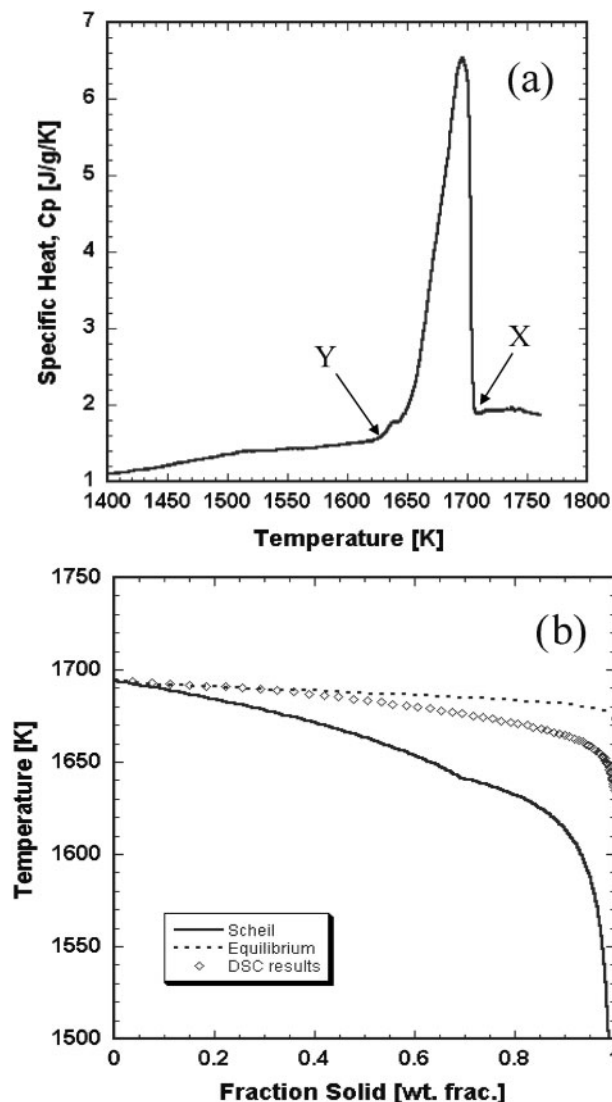 7
6
5
4
3
2
1
Specific Heat, Cp [J/g/K]
(a)
Y
X
1400 1450 1500 1550 1600 1650 1700 1750 1800
Temperature [K]
1750
1700
1650
1600
1550
1500
Temperature [K]
(b)
Scheil
Equilibrium
DSC results
0 0.2 0.4 0.6 0.8 1
Fraction Solid [wt. frac.]